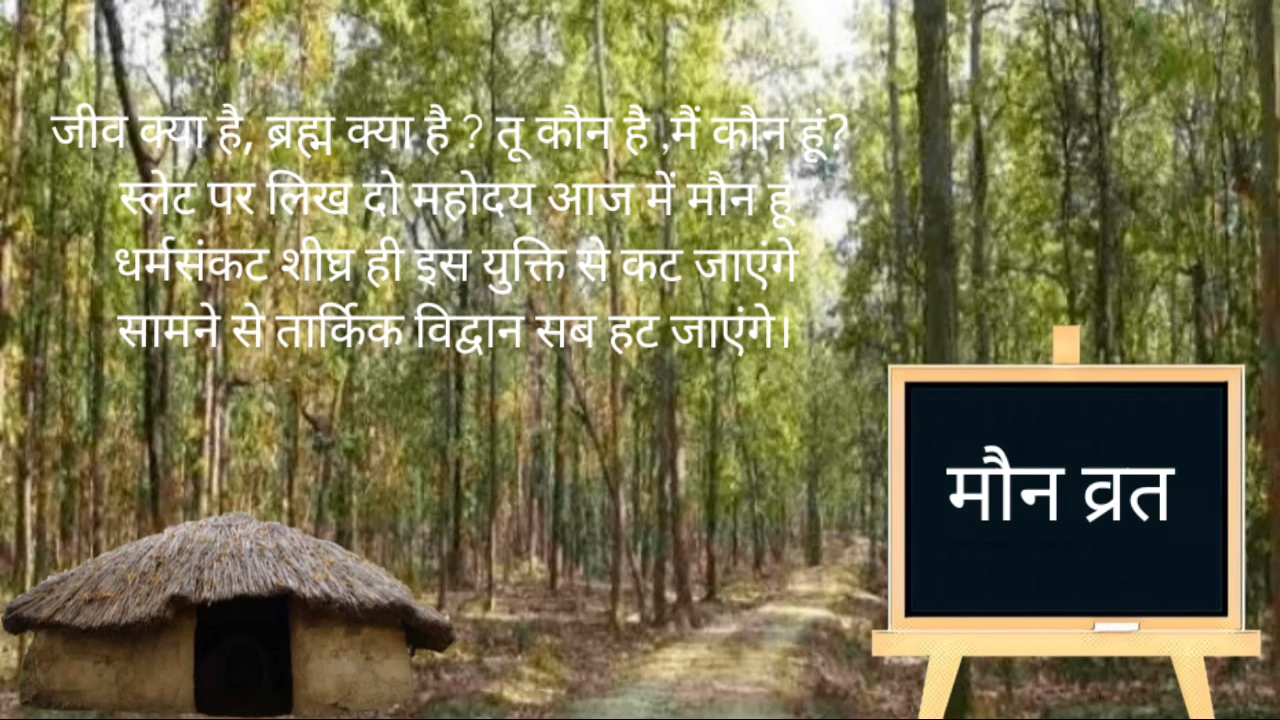 जीव क्या है, ब्रह्म क्या है ? तू कौन है ,मैं कौन हूं?
स्लेट पर लिख दो महोदय आज में मौन हूं
धर्मसंकट शीघ्र ही इस युक्ति से कट जाएंगे
सामने से तार्किक विद्वान सब हट जाएंगे।
मौन व्रत